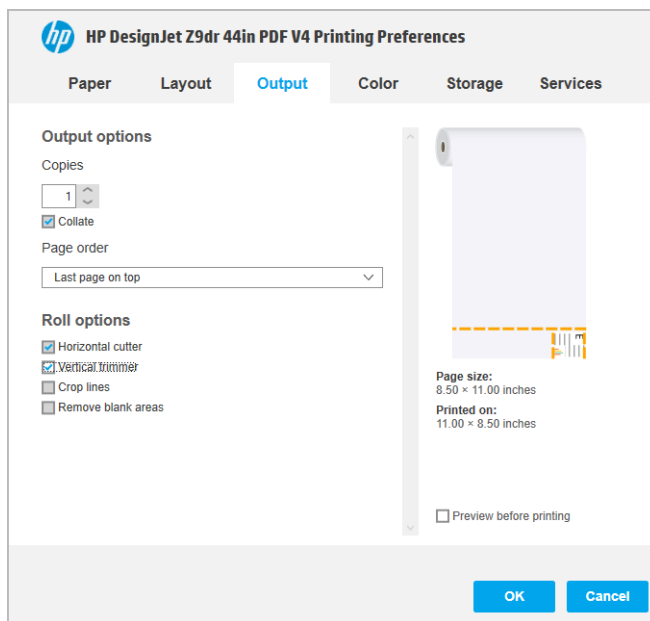 hp HP DesignJet Z9dr 44in PDF V4 Printing Preferences
Paper Layout Output Color Storage Services
Output options
Copies
1
Collate
Page order
Last page on top
Roll options
Horizontal cutter
Vertical trimmer
Crop lines
Remove blank areas
Page size:
8.50 × 11.00 inches
Printed on:
11.00 × 8.50 inches
Preview before printing
OK Cancel